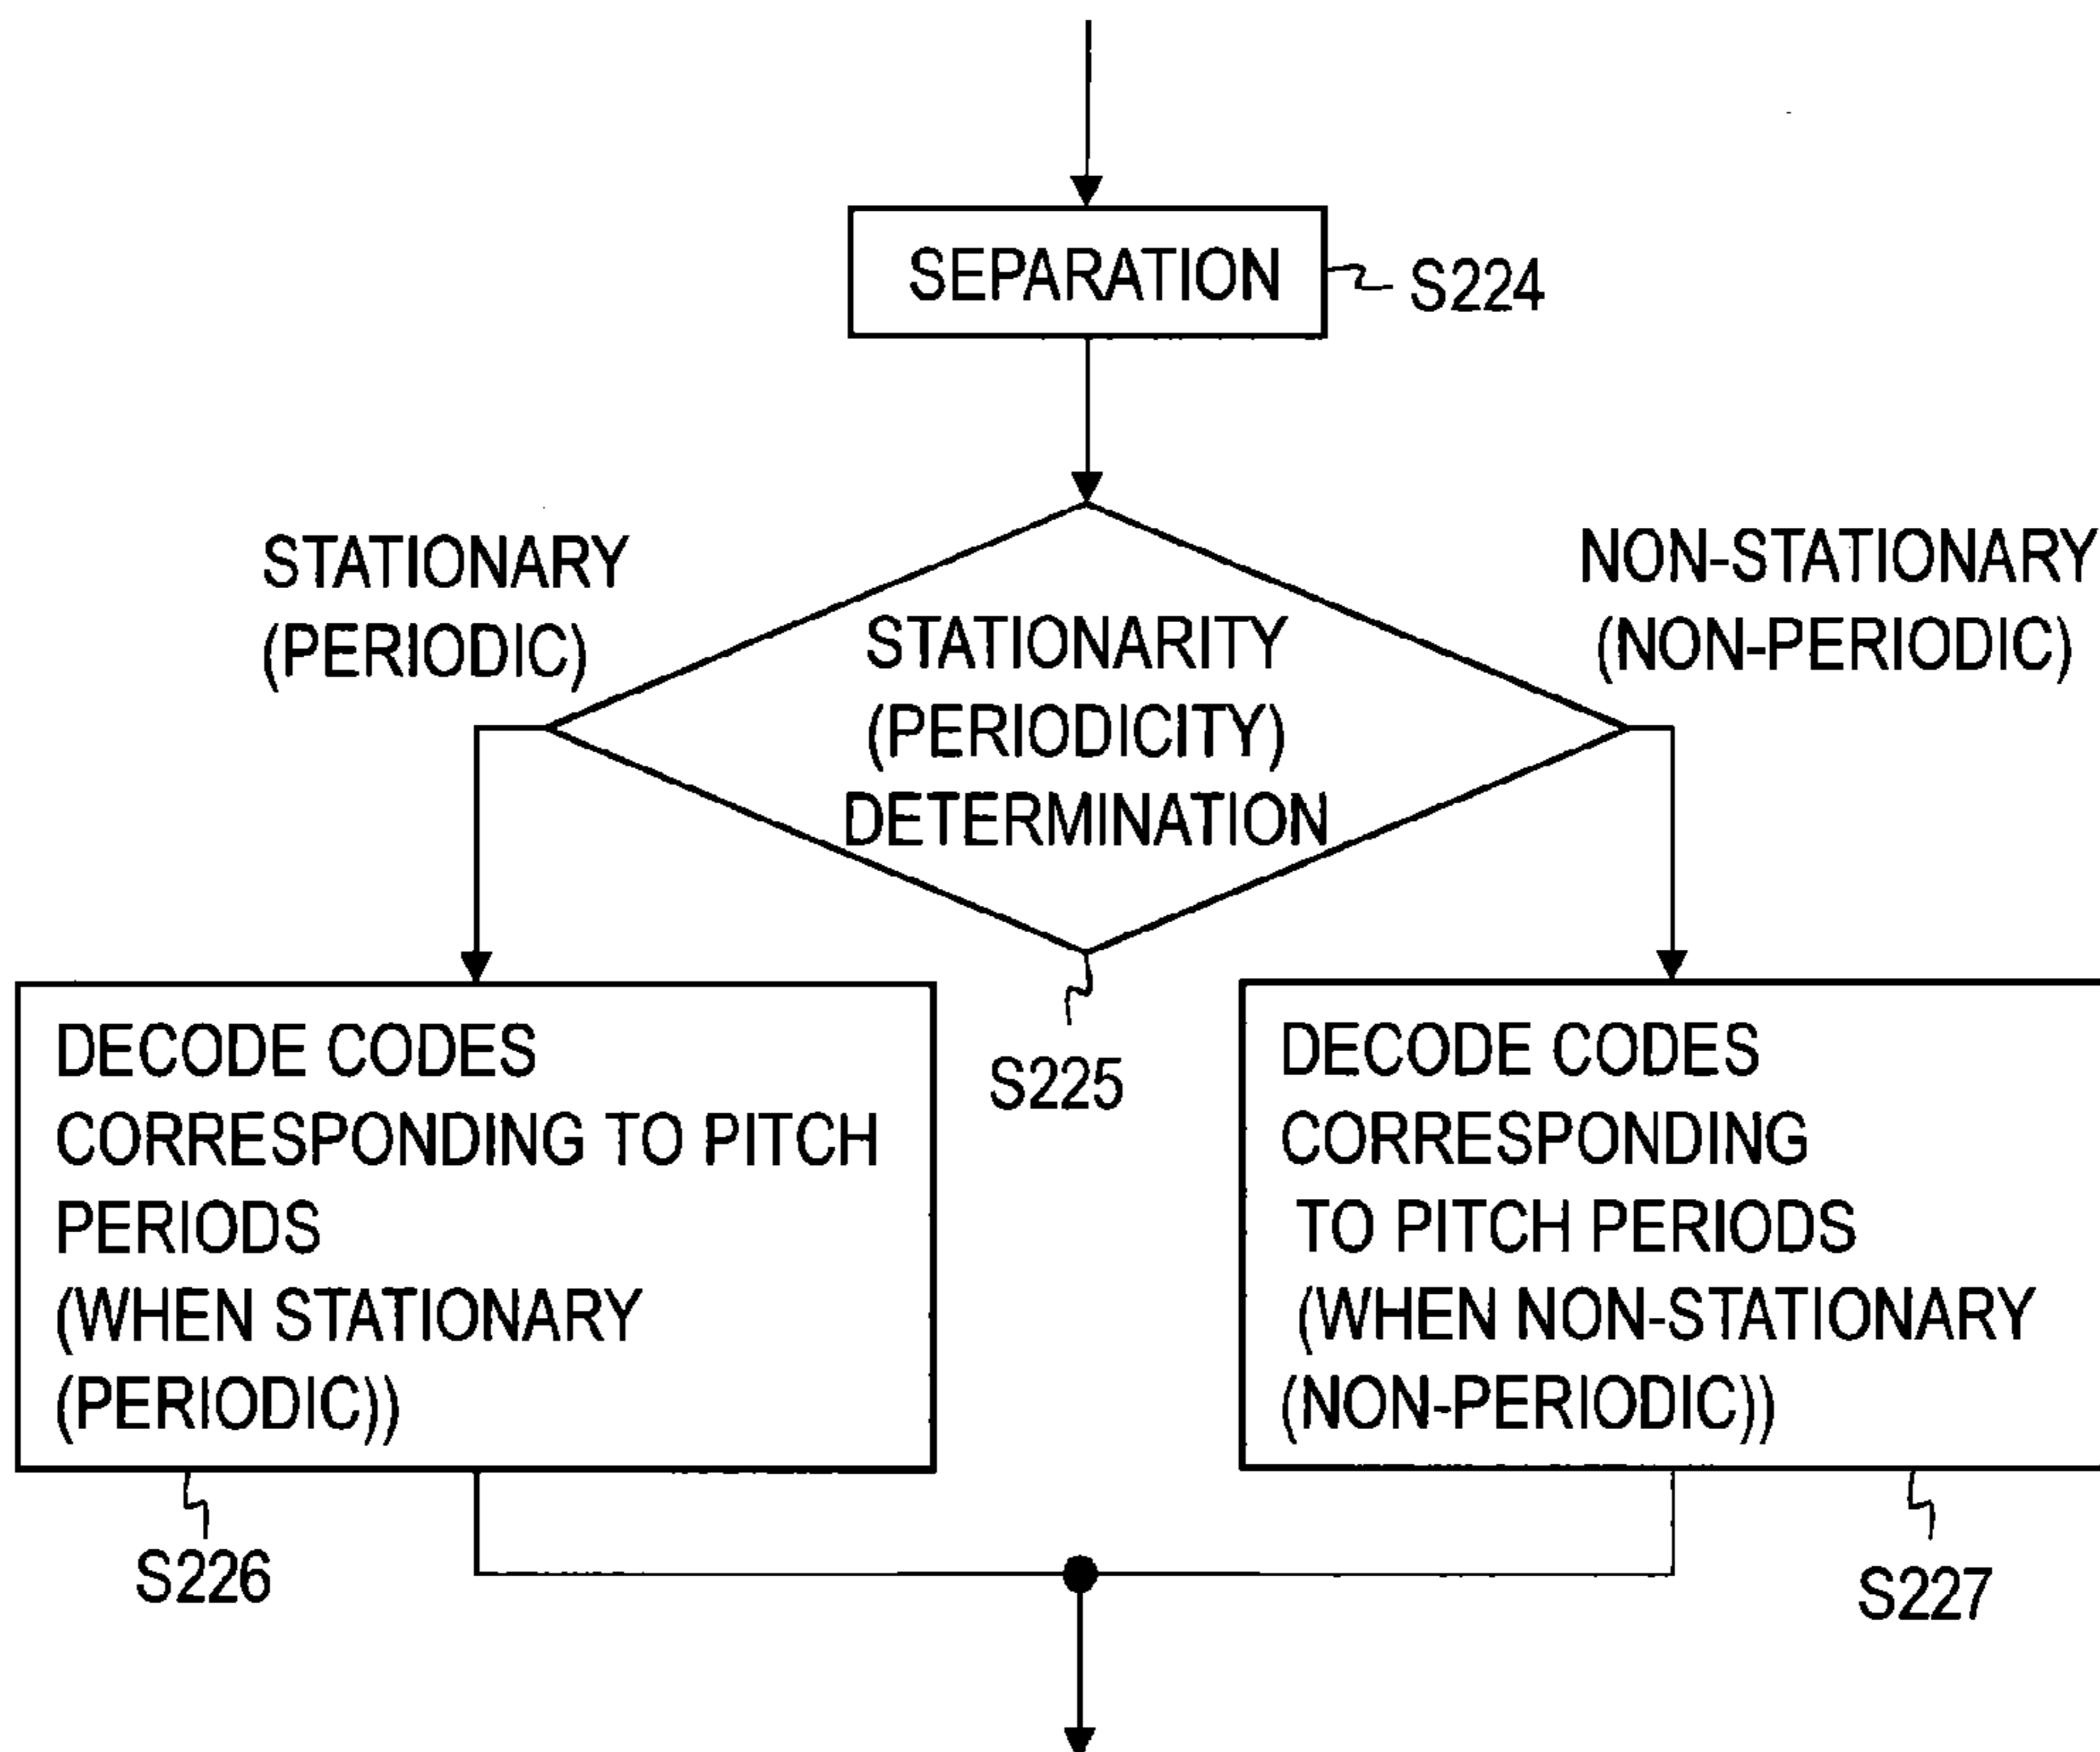 SEPARATION
S224
STATIONARY
(PERIODIC)
STATIONARITY
(PERIODICITY)
DETERMINATION
NON-STATIONARY
(NON-PERIODIC)
S225
DECODE CODES
CORRESPONDING TO PITCH
PERIODS
(WHEN STATIONARY
(PERIODIC))
S226
DECODE CODES
CORRESPONDING
TO PITCH PERIODS
(WHEN NON-STATIONARY
(NON-PERIODIC))
S227